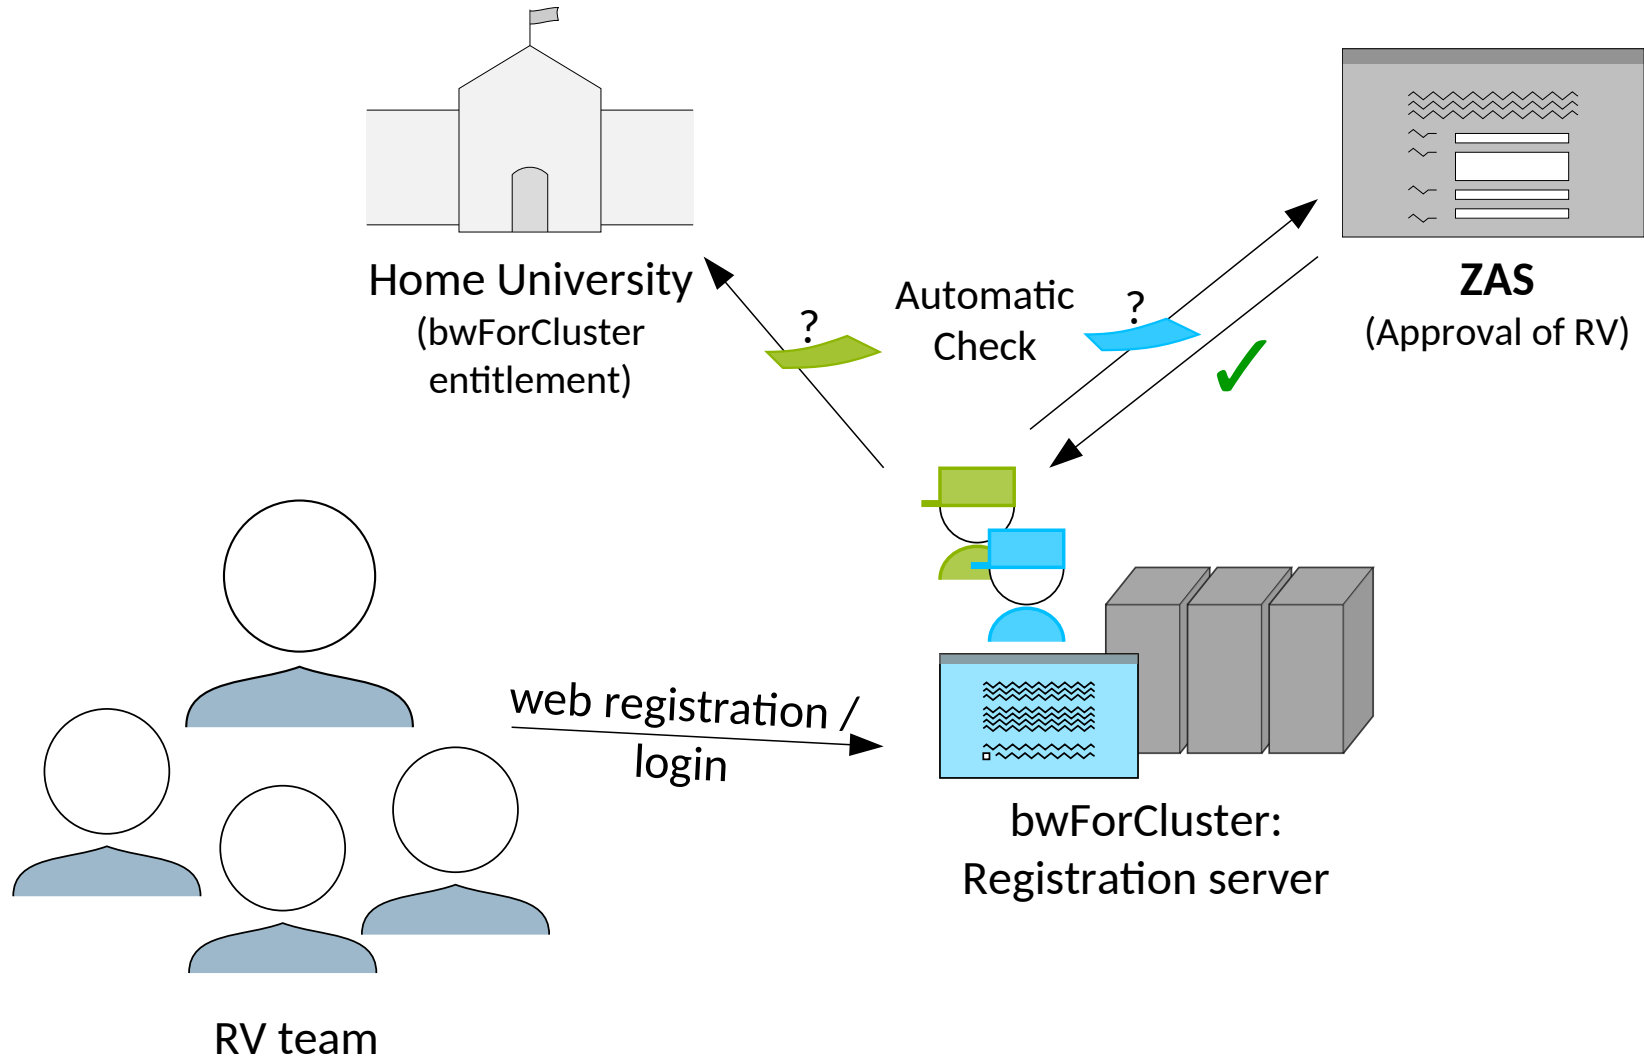 Home University
(bwForCluster
entitlement)
?
Automatic
Check
?
ZAS
(Approval of RV)
web registration /
login
bwForCluster:
Registration server
RV team